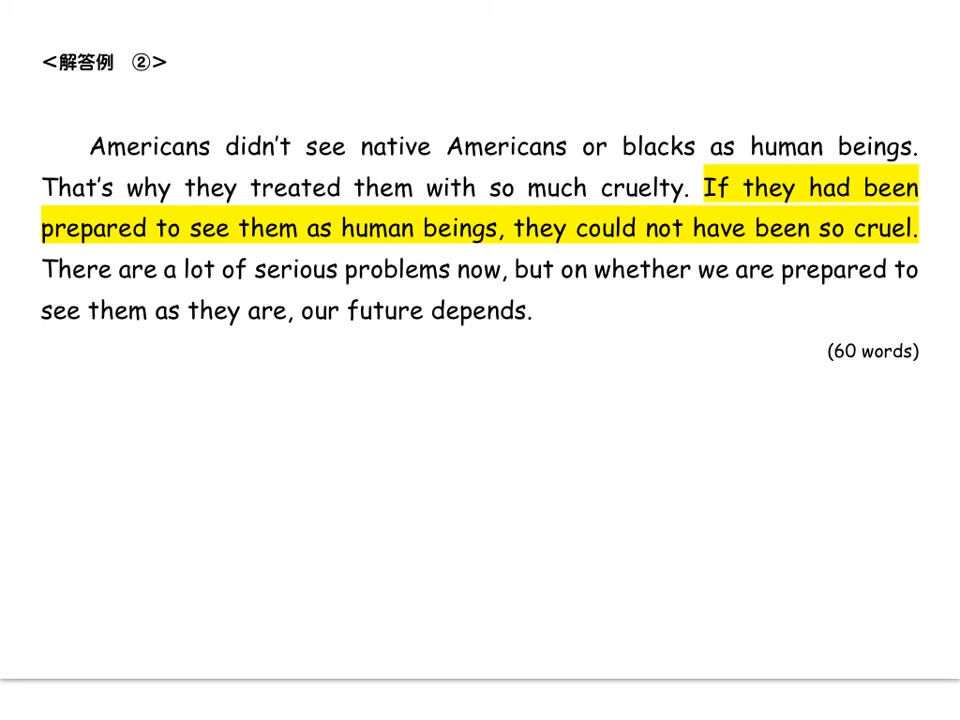 <解答例　②>
Americans didn't see native Americans or blacks as human beings.
That's why they treated them with so much cruelty. If they had been
prepared to see them as human beings, they could not have been so cruel.
There are a lot of serious problems now, but on whether we are prepared to
see them as they are, our future depends.
(60 words)